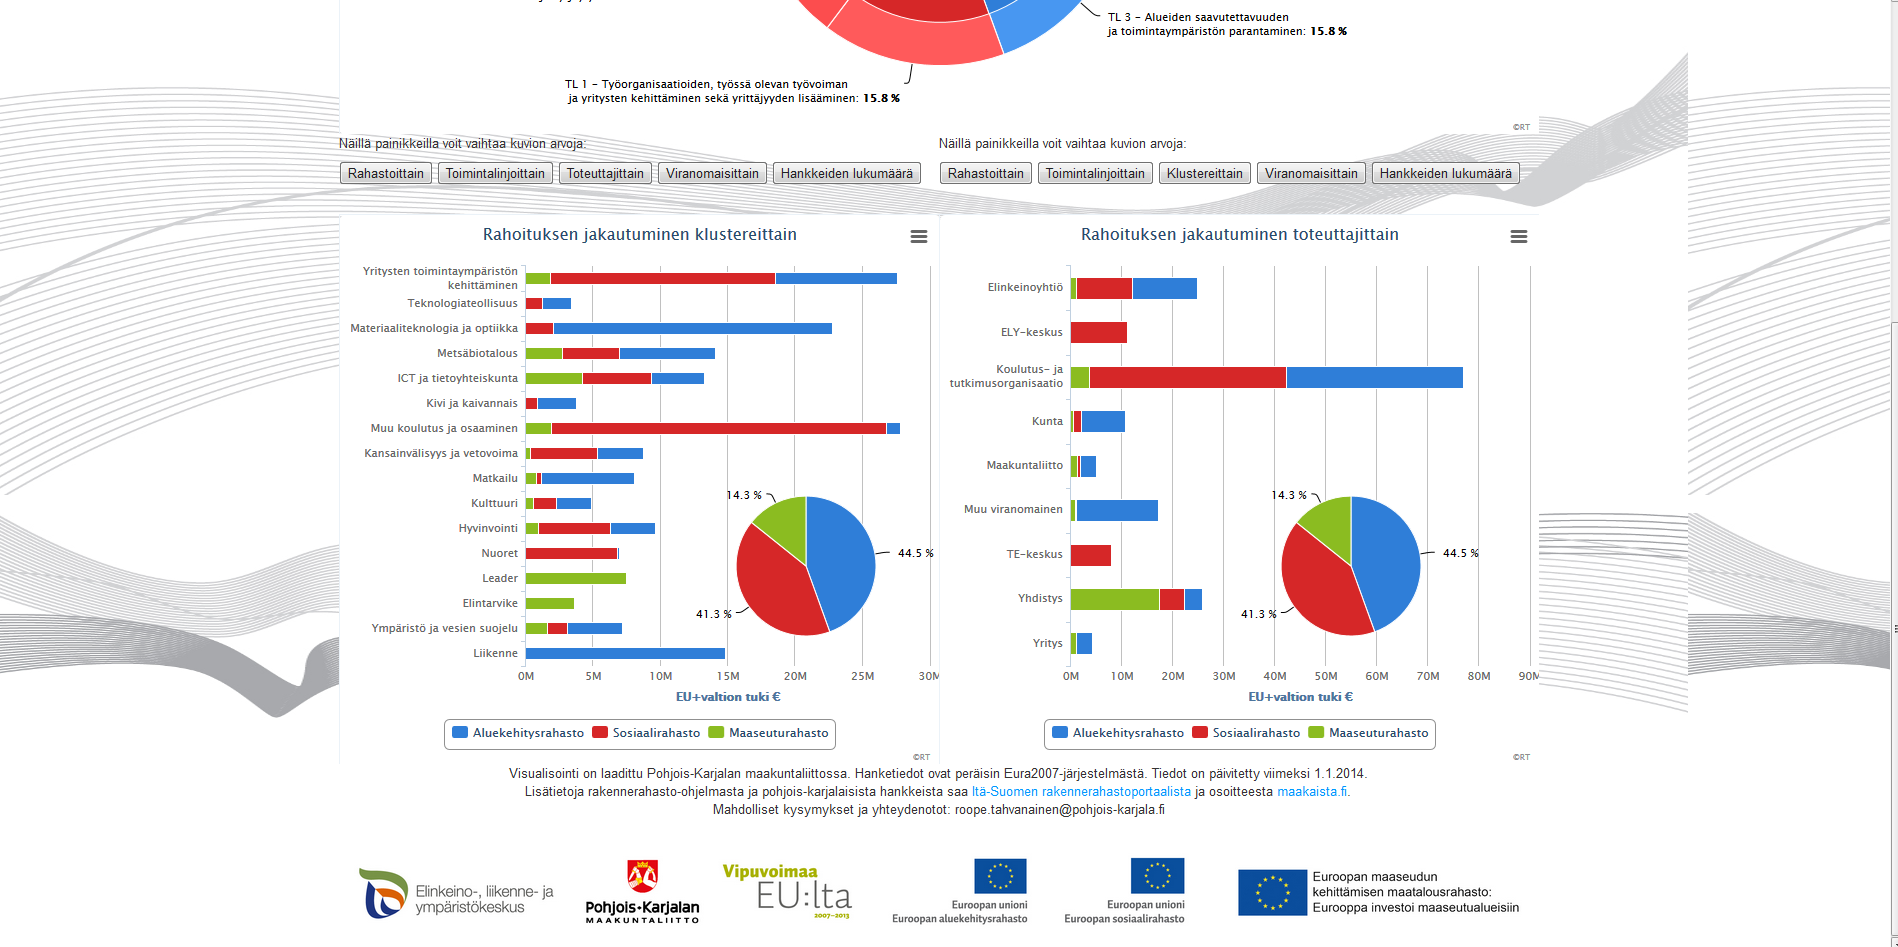 TL 3 - Alueiden saavutettavuuden
ja toimintaympäristön parantaminen: 15.8 %
TL 1 - Työorganisaatioiden, työssä olevan työvoiman
ja yritysten kehittäminen sekä yrittäjyyden lisääminen: 15.8 %
©RT
Näillä painikkeilla voit vaihtaa kuvion arvoja:
Rahastoittain Toimintalinjoittain Toteuttajittain Viranomaisittain Hankkeiden lukumäärä
Näillä painikkeilla voit vaihtaa kuvion arvoja:
Rahastoittain Toimintalinjoittain Klustereittain Viranomaisittain Hankkeiden lukumäärä
Rahoituksen jakautuminen klustereittain
Yritysten toimintaympäristön
kehittäminen
Teknologiateollisuus
Materiaaliteknologia ja optiikka
Metsäbiotalous
ICT ja tietoyhteiskunta
Kivi ja kaivannais
Muu koulutus ja osaaminen
Kansainvälisyys ja vetovoima
Matkailu
Kulttuuri
Hyvinvointi
Nuoret
Leader
Elintarvike
Ympäristö ja vesien suojelu
Liikenne
14.3 %
44.5 %
41.3 %
0M 5M 10M 15M 20M 25M 30M
EU+valtion tuki €
Aluekehitysrahasto Sosiaalirahasto Maaseuturahasto
©RT
Rahoituksen jakautuminen toteuttajittain
Elinkeinoyhtiö
ELY-keskus
Koulutus- ja
tutkimusorganisaatio
Kunta
Maakuntaliitto
Muu viranomainen
TE-keskus
Yhdistys
Yritys
14.3 %
44.5 %
41.3 %
0M 10M 20M 30M 40M 50M 60M 70M 80M 90M
EU+valtion tuki €
Aluekehitysrahasto Sosiaalirahasto Maaseuturahasto
©RT
Visualisointi on laadittu Pohjois-Karjalan maakuntaliittossa. Hanketiedot ovat peräisin Eura2007-järjestelmästä. Tiedot on päivitetty viimeksi 1.1.2014.
Lisätietoja rakennerahasto-ohjelmasta ja pohjois-karjalaisista hankkeista saa Itä-Suomen rakennerahastoportaalista ja osoitteesta maakaista.fi.
Mahdolliset kysymykset ja yhteydenotot: roope.tahvanainen@pohjois-karjala.fi
Elinkeino-, liikenne- ja
ympäristökeskus
Pohjois-Karjalan
MAAKUNTALIITTO
Vipuvoimaa
EU:lta
2007-2013
Euroopan unioni
Euroopan aluekehitysrahasto
Euroopan unioni
Euroopan sosiaalirahasto
Euroopan maaseudun
kehittämisen maatalousrahasto:
Eurooppa investoi maaseutualueisiin